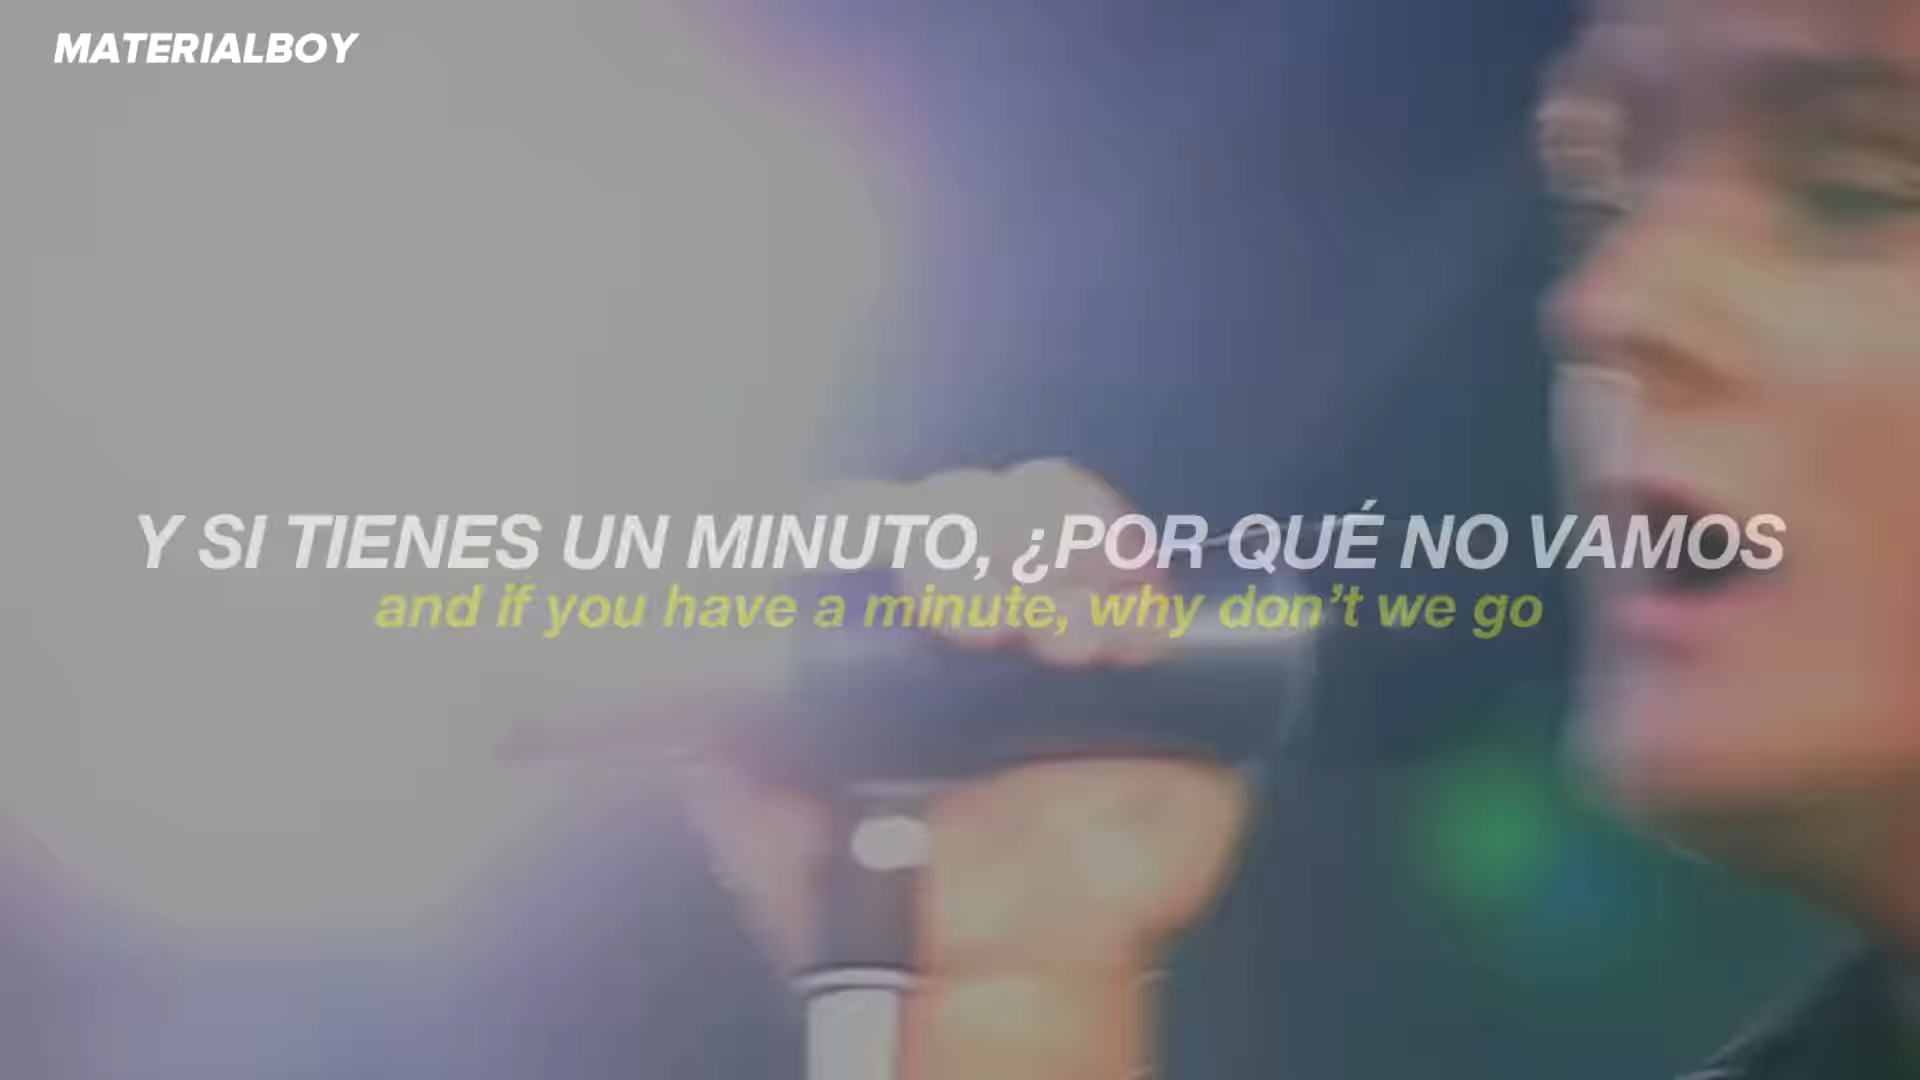 MATERIALBOY
Y SI TIENES UN MINUTO, ¿POR QUÉ NO VAMOS
and if you have a minute, why don't we go